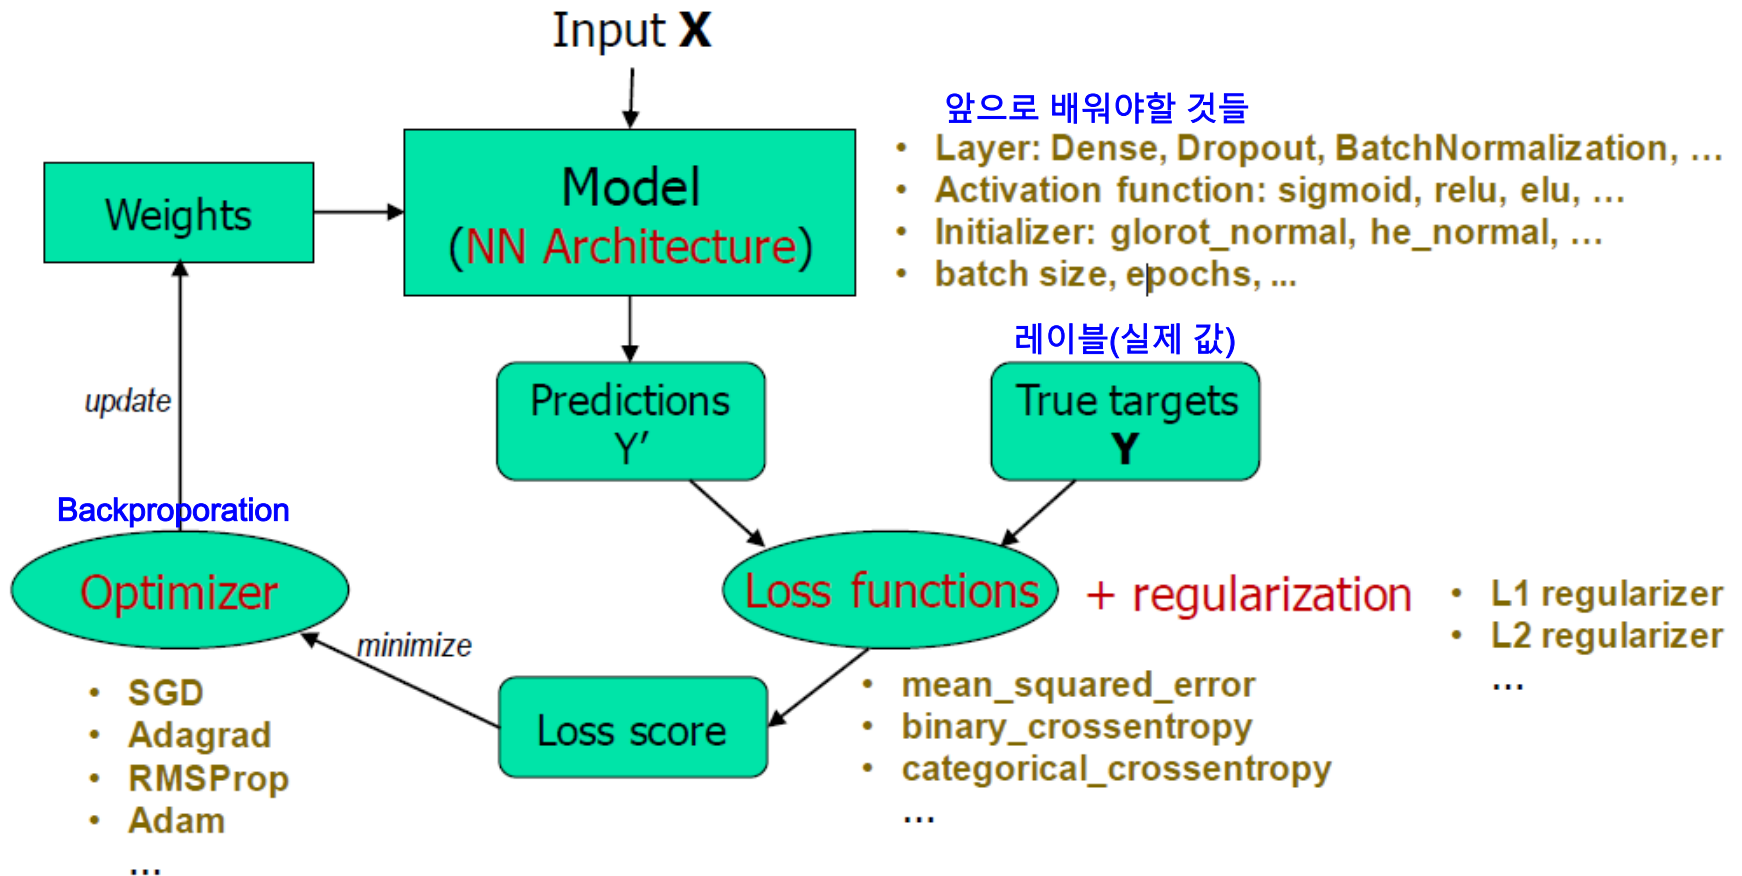 Input X
앞으로 배워야할 것들
• Layer: Dense, Dropout, BatchNormalization, ...
• Activation function: sigmoid, relu, elu, ...
• Initializer: glorot_normal, he_normal, ...
• batch size, epochs, ...
Weights
Model
(NN Architecture)
레이블(실제 값)
Predictions
Y′
True targets
Y
update
Backproporation
Optimizer
Loss functions
+ regularization
• L1 regularizer
• L2 regularizer
...
minimize
Loss score
• SGD
• Adagrad
• RMSProp
• Adam
...
• mean_squared_error
• binary_crossentropy
• categorical_crossentropy
...